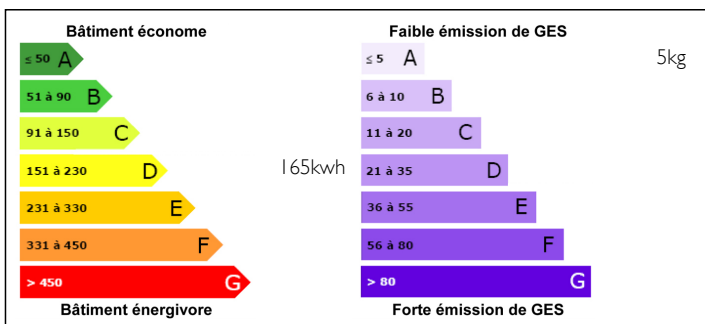 Bâtiment économe
≤ 50 A
51 à 90 B
91 à 150 C
151 à 230 D
165kwh
231 à 330 E
331 à 450 F
> 450 G
Bâtiment énergivore
Faible émission de GES
≤ 5 A
5kg
6 à 10 B
11 à 20 C
21 à 35 D
36 à 55 E
56 à 80 F
> 80 G
Forte émission de GES